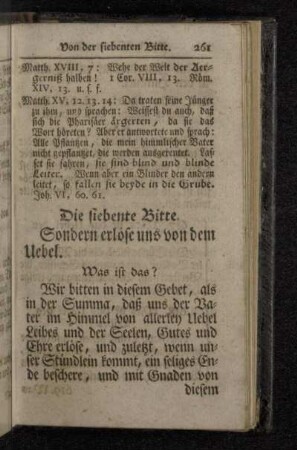 Von der siebenten Bitte. 261
Matth. XVIII, 7: Wehe der Welt der Aer-
gerniß halben! 1 Cor. VIII, 13. Röm.
XIV, 13. u. s. f.
Matth. XV, 12. 13. 14: Da traten seine Jünger
zu ihm, und sprachen: Weissest du auch, daß
sich die Pharisäer ärgerten, da sie das
Wort höreten? Aber er antwortete und sprach:
Alle Pflantzen, die mein himmlischer Vater
nicht gepflantzet, die werden ausgereutet. Las-
set sie fahren, sie sind blind und blinde
Leiter. Wenn aber ein Blinder den andern
leitet, so fallen sie beyde in die Grube.
Joh. VI, 60. 61.
Die siebente Bitte.
Sondern erlöse uns von dem
Uebel.
Was ist das?
Wir bitten in diesem Gebet, als
in der Summa, daß uns der Va-
ter im Himmel von allerley Uebel
Leibes und der Seelen, Gutes und
Ehre erlöse, und zuletzt, wenn un-
ser Stündlein kommt, ein seliges En-
de beschere, und mit Gnaden von
diesem